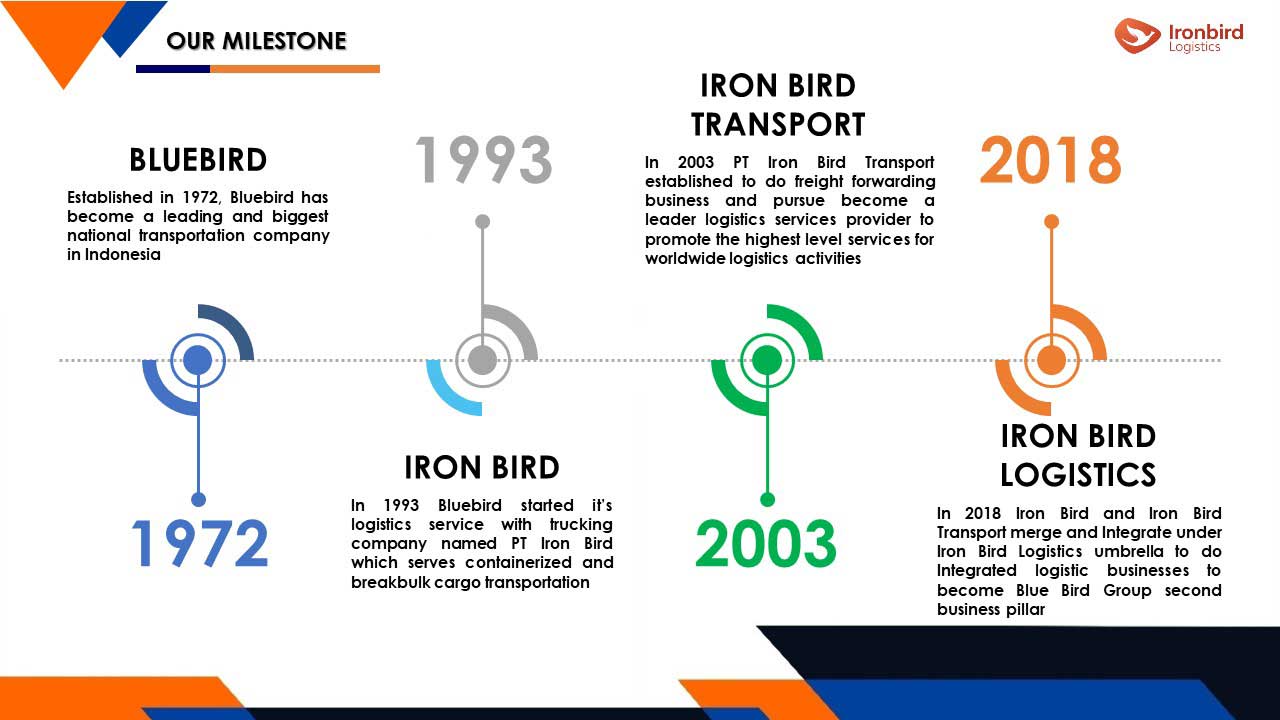 OUR MILESTONE
Ironbird
Logistics
BLUEBIRD
Established in 1972, Bluebird has
become a leading and biggest
national transportation company
in Indonesia
1972
1993
IRON BIRD
In 1993 Bluebird started it's
logistics service with trucking
company named PT Iron Bird
which serves containerized and
breakbulk cargo transportation
IRON BIRD
TRANSPORT
In 2003 PT Iron Bird Transport
established to do freight forwarding
business and pursue become a
leader logistics services provider to
promote the highest level services for
worldwide logistics activities
2003
2018
IRON BIRD
LOGISTICS
In 2018 Iron Bird and Iron Bird
Transport merge and Integrate under
Iron Bird Logistics umbrella to do
Integrated logistic businesses to
become Blue Bird Group second
business pillar